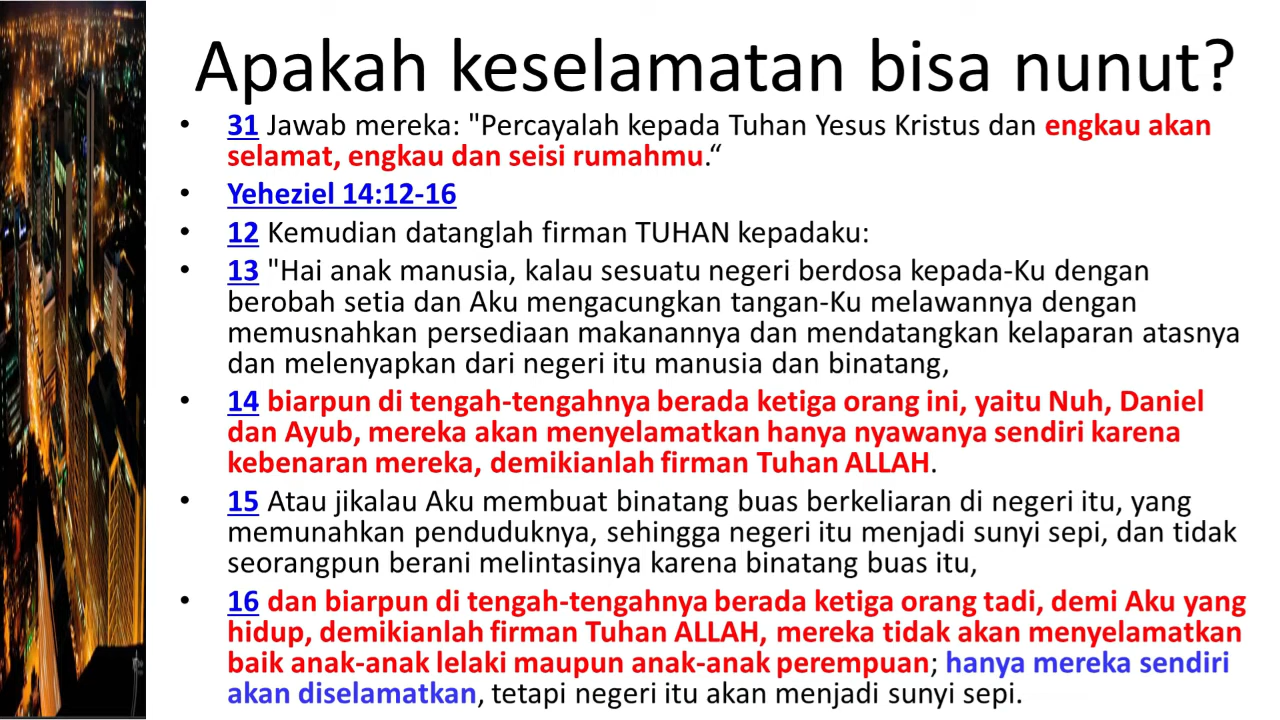 Apakah keselamatan bisa nunut?
• 31 Jawab mereka: "Percayalah kepada Tuhan Yesus Kristus dan engkau akan
selamat, engkau dan seisi rumahmu.“
• Yeheziel 14:12-16
• 12 Kemudian datanglah firman TUHAN kepadaku:
• 13 "Hai anak manusia, kalau sesuatu negeri berdosa kepada-Ku dengan
berobah setia dan Aku mengacungkan tangan-Ku melawannya dengan
memusnahkan persediaan makanannya dan mendatangkan kelaparan atasnya
dan melenyapkan dari negeri itu manusia dan binatang,
• 14 biarpun di tengah-tengahnya berada ketiga orang ini, yaitu Nuh, Daniel
dan Ayub, mereka akan menyelamatkan hanya nyawanya sendiri karena
kebenaran mereka, demikianlah firman Tuhan ALLAH.
• 15 Atau jikalau Aku membuat binatang buas berkeliaran di negeri itu, yang
memunahkan penduduknya, sehingga negeri itu menjadi sunyi sepi, dan tidak
seorangpun berani melintasinya karena binatang buas itu,
• 16 dan biarpun di tengah-tengahnya berada ketiga orang tadi, demi Aku yang
hidup, demikianlah firman Tuhan ALLAH, mereka tidak akan menyelamatkan
baik anak-anak lelaki maupun anak-anak perempuan; hanya mereka sendiri
akan diselamatkan, tetapi negeri itu akan menjadi sunyi sepi.